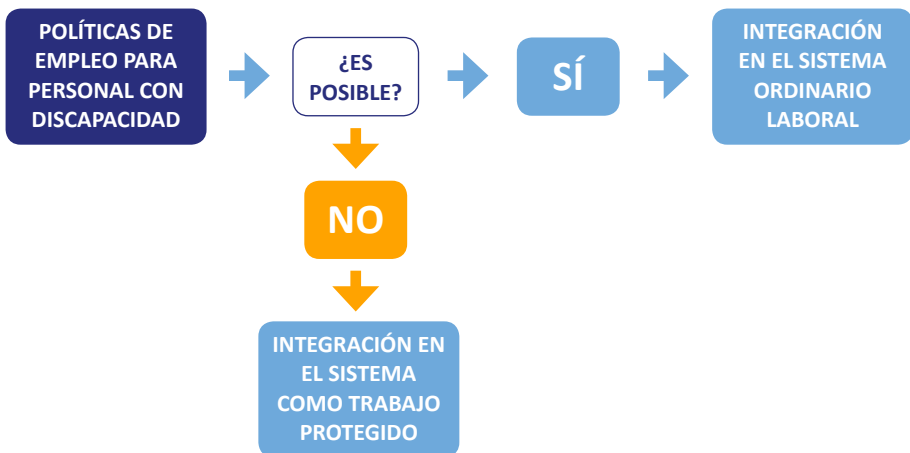 POLÍTICAS DE
EMPLEO PARA
PERSONAL CON
DISCAPACIDAD
¿ES
POSIBLE?
SÍ
INTEGRACIÓN
EN EL SISTEMA
ORDINARIO
LABORAL
NO
INTEGRACIÓN EN
EL SISTEMA
COMO TRABAJO
PROTEGIDO